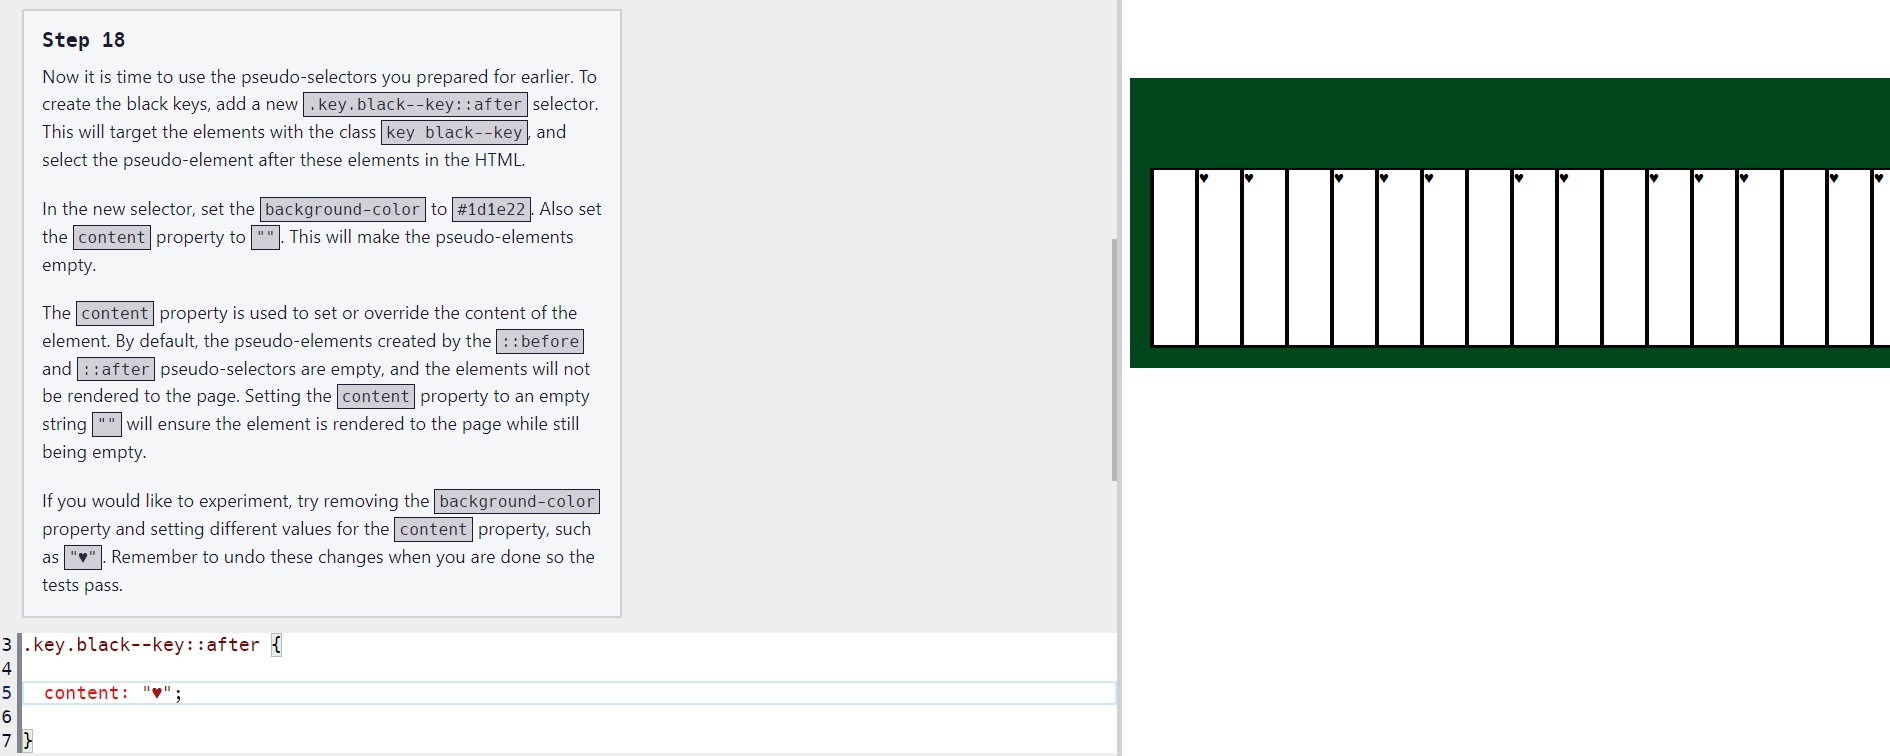 Step 18
Now it is time to use the pseudo-selectors you prepared for earlier. To
create the black keys, add a new .key.black--key::after selector.
This will target the elements with the class key black--key, and
select the pseudo-element after these elements in the HTML.
In the new selector, set the background-color to #1d1e22. Also set
the content property to "". This will make the pseudo-elements
empty.
The content property is used to set or override the content of the
element. By default, the pseudo-elements created by the ::before
and ::after pseudo-selectors are empty, and the elements will not
be rendered to the page. Setting the content property to an empty
string "" will ensure the element is rendered to the page while still
being empty.
If you would like to experiment, try removing the background-color
property and setting different values for the content property, such
as "♥". Remember to undo these changes when you are done so the
tests pass.
3 .key.black--key::after {
4
5 content: "♥";
6
7 }
♥ ♥ ♥ ♥ ♥ ♥ ♥ ♥ ♥ ♥ ♥ ♥